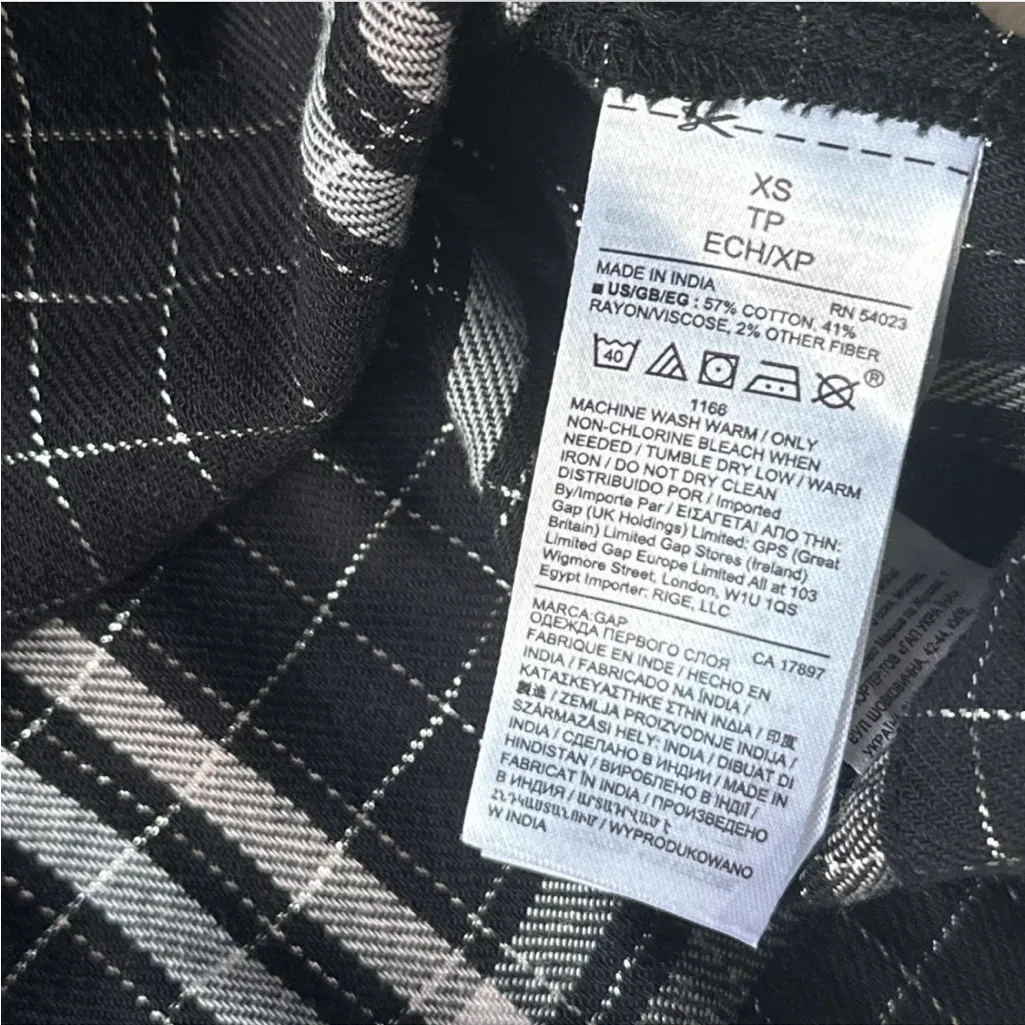 XS
TP
ECH/XP
MADE IN INDIA
RN 54023
■ US/GB/EG : 57% COTTON, 41%
RAYON/VISCOSE, 2% OTHER FIBER
40
®
1166
MACHINE WASH WARM / ONLY
NON-CHLORINE BLEACH WHEN
NEEDED / TUMBLE DRY LOW / WARM
IRON / DO NOT DRY CLEAN
DISTRIBUIDO POR / Imported
By/Importe Par / ΕΙΣΑΓΕΤΑΙ ΑΠΟ ΤΗΝ:
Gap (UK Holdings) Limited; GPS (Great
Britain) Limited Gap Stores (Ireland)
Limited Gap Europe Limited All at 103
Wigmore Street, London, W1U 1QS
Egypt Importer: RIGE, LLC
MARCA:GAP
CA 17897
ОДЕЖДА ПЕРВОГО СЛОЯ
FABRIQUE EN INDE / HECHO EN
INDIA / FABRICADO NA ÍNDIA /
ΚΑΤΑΣΚΕΥΑΣΤΗΚΕ ΣΤΗΝ ΙΝΔΙΑ / 印度
製造 / ZEMLJA PROIZVODNJE INDIJA /
SZÁRMAZÁSI HELY: INDIA / DIBUAT DI
INDIA / СДЕЛАНО В ИНДИИ / MADE IN
HINDISTAN / ВИРОБЛЕНО В ІНДІЇ /
FABRICAT ÎN INDIA / ПРОИЗВЕДЕНО
В ИНДИЯ / ԱՐՏԱԴՐՎԱԾ Է
ՀՆԴԿԱՍՏԱՆՈՒՄ / WYPRODUKOWANO
W INDIA